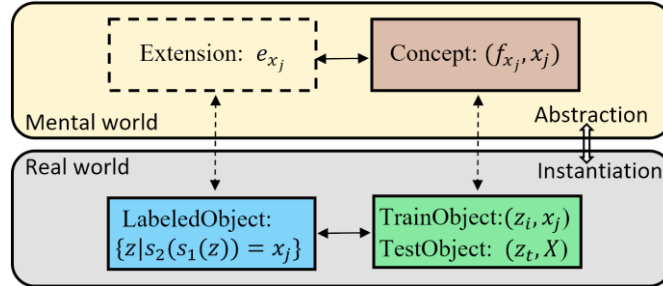 Extension: e_{x_j}
Concept: (f_{x_j}, x_j)
Mental world
Abstraction
Real world
Instantiation
LabeledObject:
{z|s_2(s_1(z)) = x_j}
TrainObject:(z_i, x_j)
TestObject: (z_t, X)